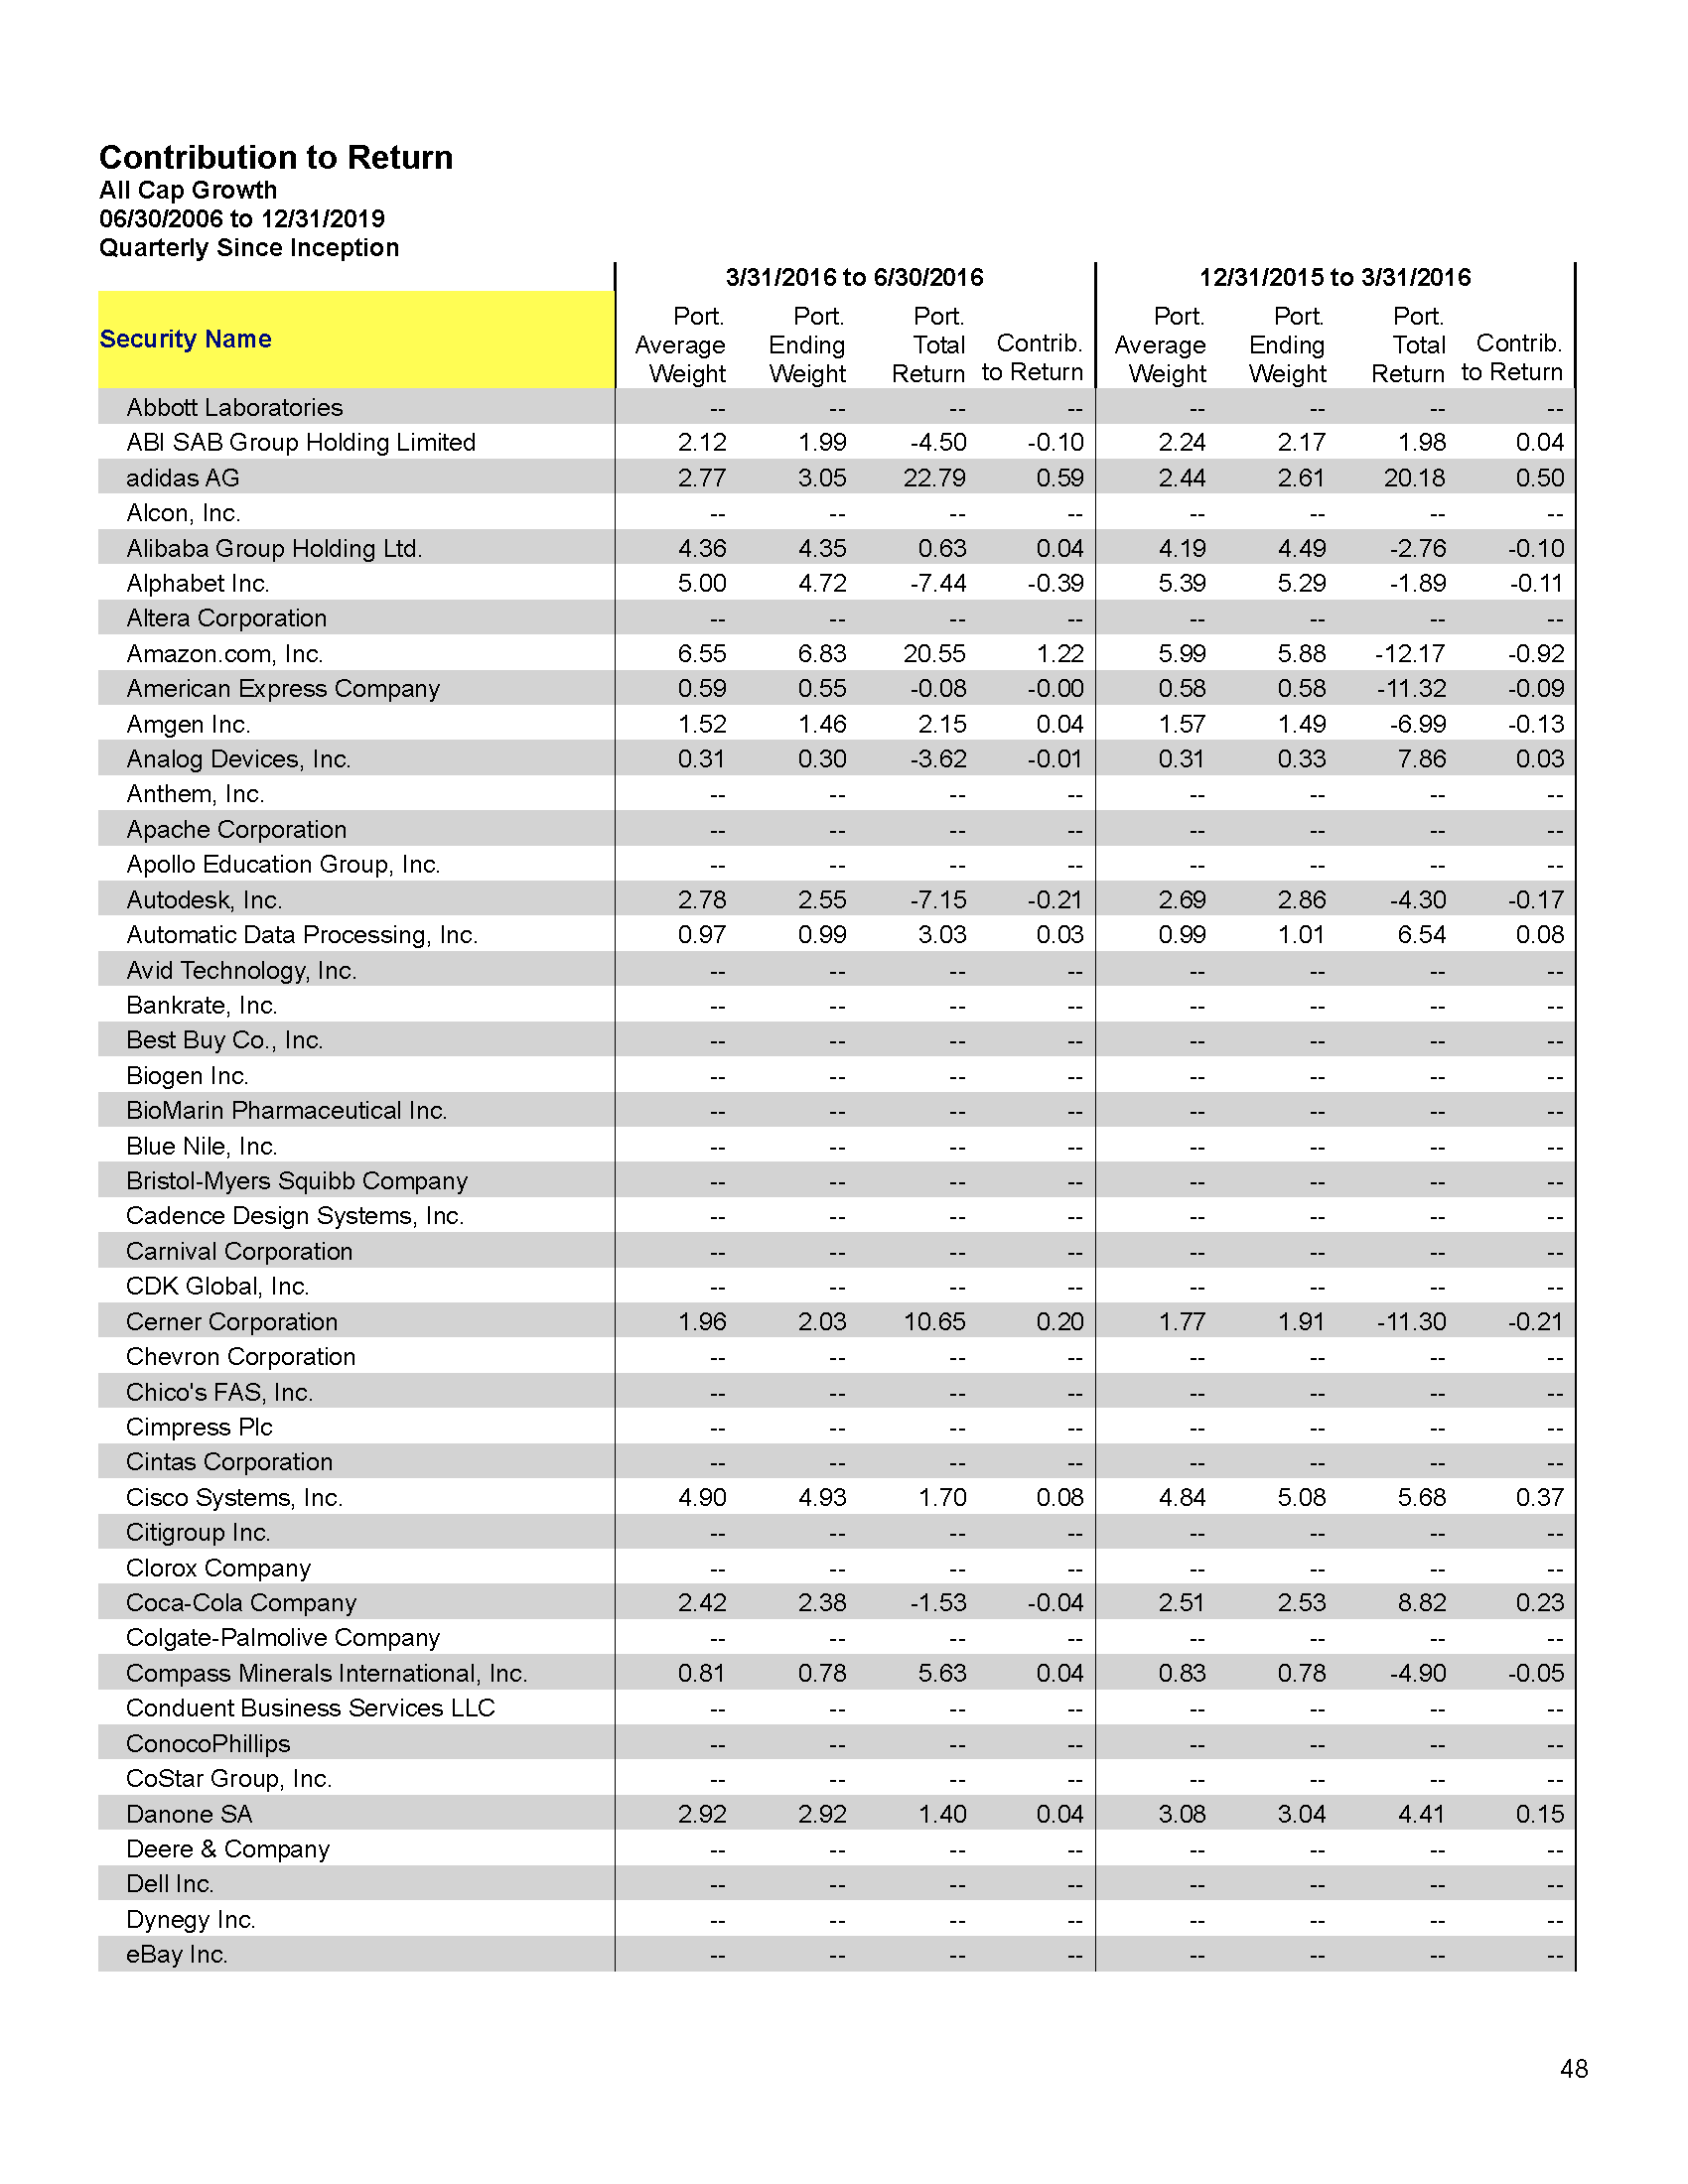 Contribution to Return
All Cap Growth
06/30/2006 to 12/31/2019
Quarterly Since Inception
3/31/2016 to 6/30/2016 12/31/2015 to 3/31/2016
Security Name Port. Average Weight Port. Ending Weight Port. Total Return Contrib. to Return Port. Average Weight Port. Ending Weight Port. Total Return Contrib. to Return
Abbott Laboratories -- -- -- -- -- -- -- --
ABI SAB Group Holding Limited 2.12 1.99 -4.50 -0.10 2.24 2.17 1.98 0.04
adidas AG 2.77 3.05 22.79 0.59 2.44 2.61 20.18 0.50
Alcon, Inc. -- -- -- -- -- -- -- --
Alibaba Group Holding Ltd. 4.36 4.35 0.63 0.04 4.19 4.49 -2.76 -0.10
Alphabet Inc. 5.00 4.72 -7.44 -0.39 5.39 5.29 -1.89 -0.11
Altera Corporation -- -- -- -- -- -- -- --
Amazon.com, Inc. 6.55 6.83 20.55 1.22 5.99 5.88 -12.17 -0.92
American Express Company 0.59 0.55 -0.08 -0.00 0.58 0.58 -11.32 -0.09
Amgen Inc. 1.52 1.46 2.15 0.04 1.57 1.49 -6.99 -0.13
Analog Devices, Inc. 0.31 0.30 -3.62 -0.01 0.31 0.33 7.86 0.03
Anthem, Inc. -- -- -- -- -- -- -- --
Apache Corporation -- -- -- -- -- -- -- --
Apollo Education Group, Inc. -- -- -- -- -- -- -- --
Autodesk, Inc. 2.78 2.55 -7.15 -0.21 2.69 2.86 -4.30 -0.17
Automatic Data Processing, Inc. 0.97 0.99 3.03 0.03 0.99 1.01 6.54 0.08
Avid Technology, Inc. -- -- -- -- -- -- -- --
Bankrate, Inc. -- -- -- -- -- -- -- --
Best Buy Co., Inc. -- -- -- -- -- -- -- --
Biogen Inc. -- -- -- -- -- -- -- --
BioMarin Pharmaceutical Inc. -- -- -- -- -- -- -- --
Blue Nile, Inc. -- -- -- -- -- -- -- --
Bristol-Myers Squibb Company -- -- -- -- -- -- -- --
Cadence Design Systems, Inc. -- -- -- -- -- -- -- --
Carnival Corporation -- -- -- -- -- -- -- --
CDK Global, Inc. -- -- -- -- -- -- -- --
Cerner Corporation 1.96 2.03 10.65 0.20 1.77 1.91 -11.30 -0.21
Chevron Corporation -- -- -- -- -- -- -- --
Chico's FAS, Inc. -- -- -- -- -- -- -- --
Cimpress Plc -- -- -- -- -- -- -- --
Cintas Corporation -- -- -- -- -- -- -- --
Cisco Systems, Inc. 4.90 4.93 1.70 0.08 4.84 5.08 5.68 0.37
Citigroup Inc. -- -- -- -- -- -- -- --
Clorox Company -- -- -- -- -- -- -- --
Coca-Cola Company 2.42 2.38 -1.53 -0.04 2.51 2.53 8.82 0.23
Colgate-Palmolive Company -- -- -- -- -- -- -- --
Compass Minerals International, Inc. 0.81 0.78 5.63 0.04 0.83 0.78 -4.90 -0.05
Conduent Business Services LLC -- -- -- -- -- -- -- --
ConocoPhillips -- -- -- -- -- -- -- --
CoStar Group, Inc. -- -- -- -- -- -- -- --
Danone SA 2.92 2.92 1.40 0.04 3.08 3.04 4.41 0.15
Deere & Company -- -- -- -- -- -- -- --
Dell Inc. -- -- -- -- -- -- -- --
Dynegy Inc. -- -- -- -- -- -- -- --
eBay Inc. -- -- -- -- -- -- -- --
48